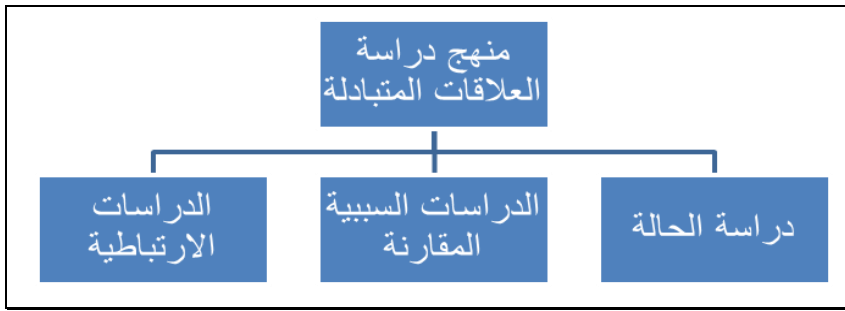 منهج دراسة
العلاقات المتبادلة
دراسة الحالة
الدراسات السببية
المقارنة
الدراسات
الارتباطية